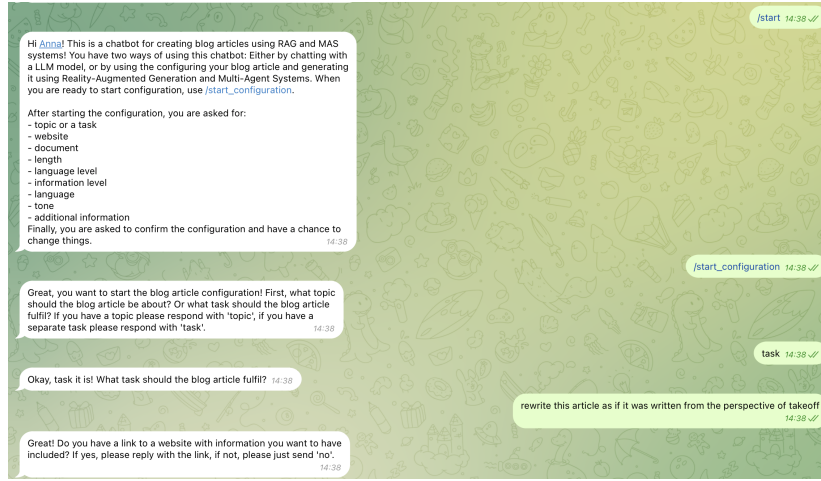 /start 14:38
Hi Anna! This is a chatbot for creating blog articles using RAG and MAS
systems! You have two ways of using this chatbot: Either by chatting with
a LLM model, or by using the configuring your blog article and generating
it using Reality-Augmented Generation and Multi-Agent Systems. When
you are ready to start configuration, use /start_configuration.
After starting the configuration, you are asked for:
- topic or a task
- website
- document
- length
- language level
- information level
- language
- tone
- additional information
Finally, you are asked to confirm the configuration and have a chance to
change things. 14:38
/start_configuration 14:38
Great, you want to start the blog article configuration! First, what topic
should the blog article be about? Or what task should the blog article
fulfil? If you have a topic please respond with 'topic', if you have a
separate task please respond with 'task'. 14:38
task 14:38
Okay, task it is! What task should the blog article fulfil? 14:38
rewrite this article as if it was written from the perspective of takeoff
14:38
Great! Do you have a link to a website with information you want to have
included? If yes, please reply with the link, if not, please just send 'no'.
14:38